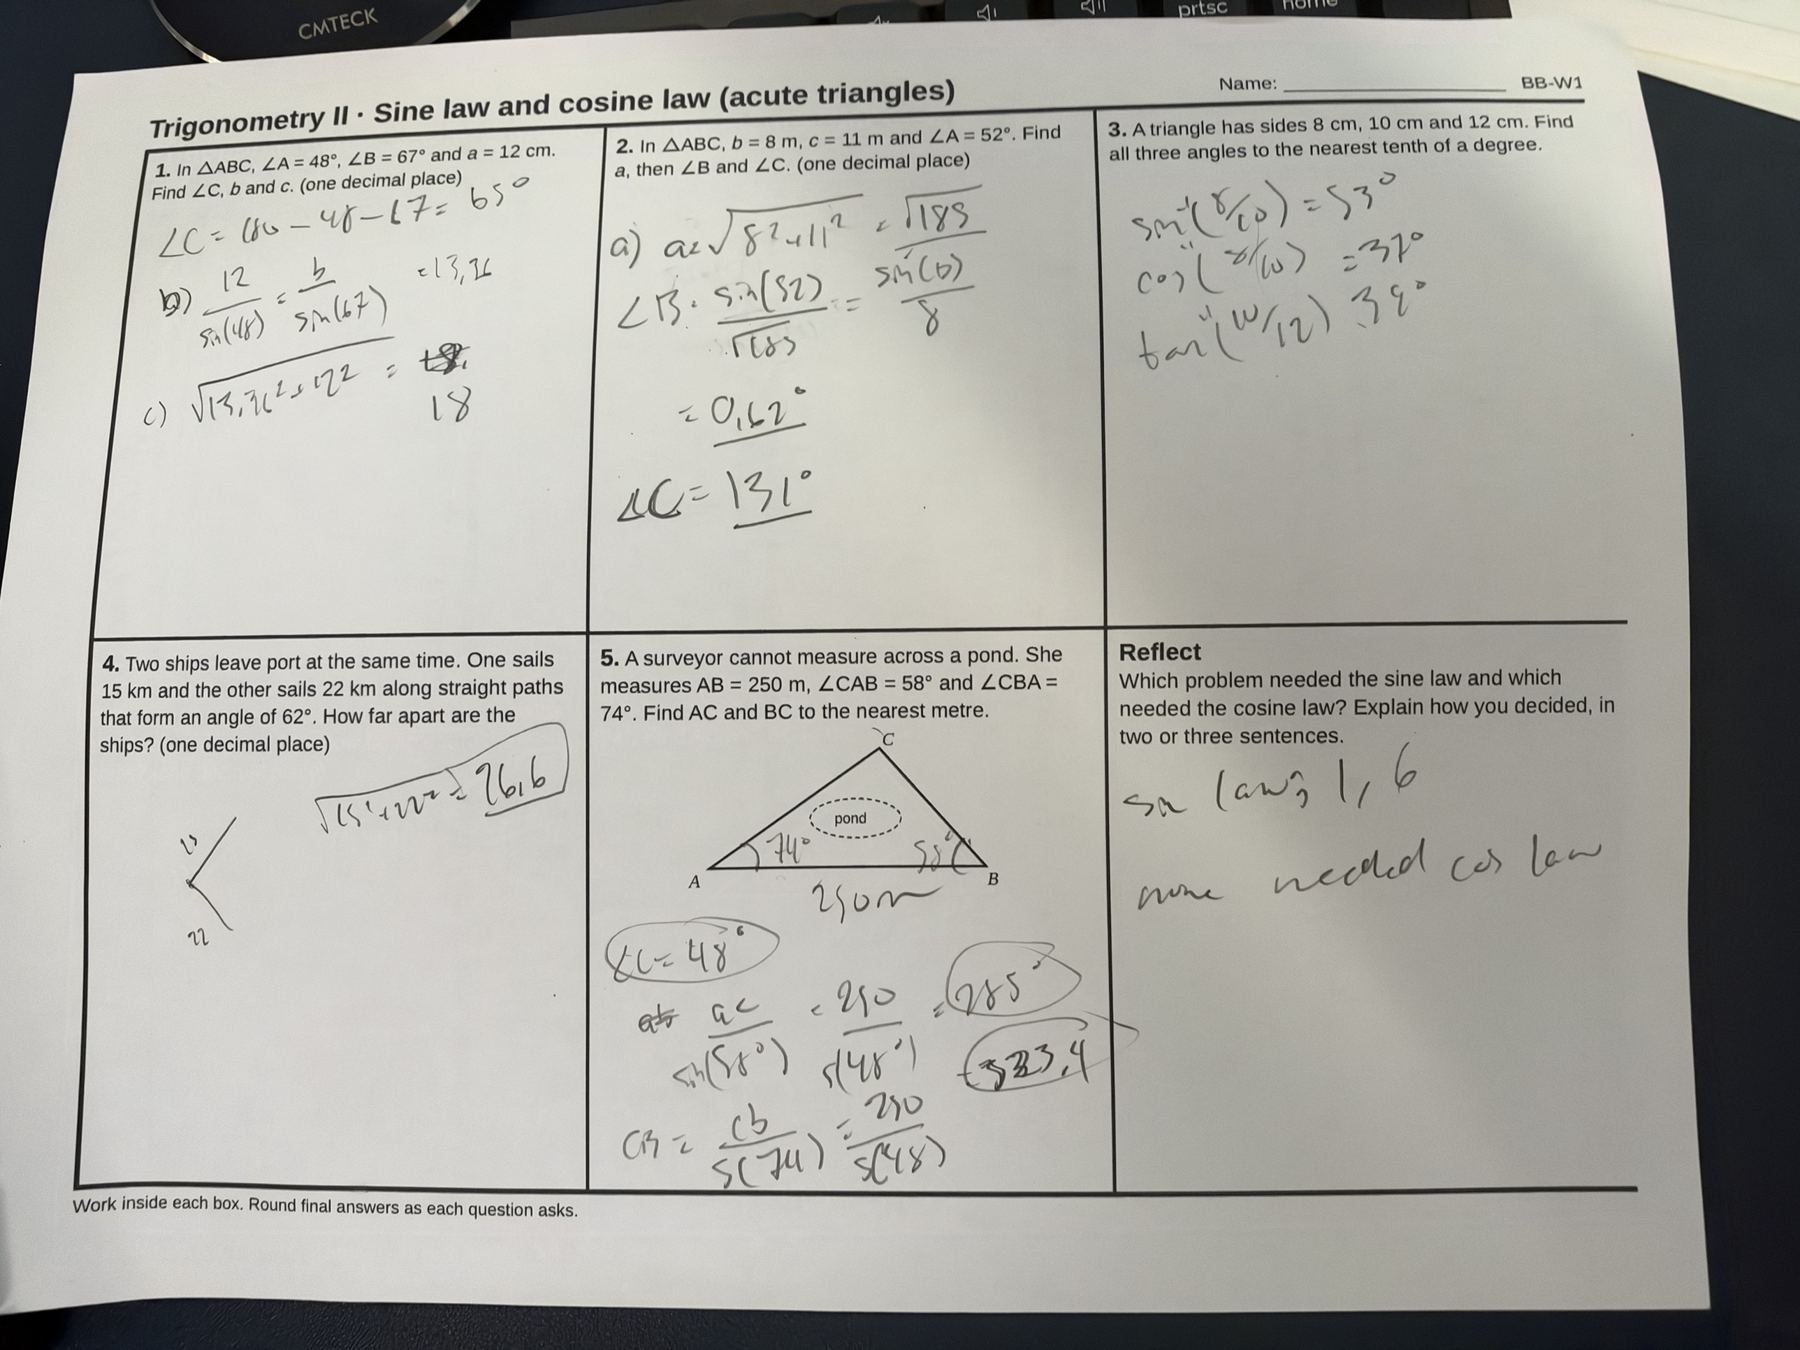 CMTECK
prtsc
home
Trigonometry II · Sine law and cosine law (acute triangles)
Name: ____________ BB-W1
1. In △ABC, ∠A = 48°, ∠B = 67° and a = 12 cm.
Find ∠C, b and c. (one decimal place)
∠C = 180 - 48 - 67 = 65°
b) 12/sin(48) = b/sin(67) = 13,36
c) √13,36² + 12² =
18
2. In △ABC, b = 8 m, c = 11 m and ∠A = 52°. Find
a, then ∠B and ∠C. (one decimal place)
a) a = √8² + 11² = √185
∠B = sin(52)/√185 = sin(b)/8
= 0,62°
∠C = 131°
3. A triangle has sides 8 cm, 10 cm and 12 cm. Find
all three angles to the nearest tenth of a degree.
sin⁻¹(8/10) = 53°
cos⁻¹(8/10) = 37°
tan⁻¹(10/12) 39°
4. Two ships leave port at the same time. One sails
15 km and the other sails 22 km along straight paths
that form an angle of 62°. How far apart are the
ships? (one decimal place)
√15² + 22² = 26,6
15
22
5. A surveyor cannot measure across a pond. She
measures AB = 250 m, ∠CAB = 58° and ∠CBA =
74°. Find AC and BC to the nearest metre.
C
pond
74°
58°
A
B
250m
∠C = 48°
ac/sin(58°) = 250/s(48°) = 285°
323,4
CB = cb/s(74) = 250/s(48)
Reflect
Which problem needed the sine law and which
needed the cosine law? Explain how you decided, in
two or three sentences.
law; 1, 6
none needed cos law
Work inside each box. Round final answers as each question asks.